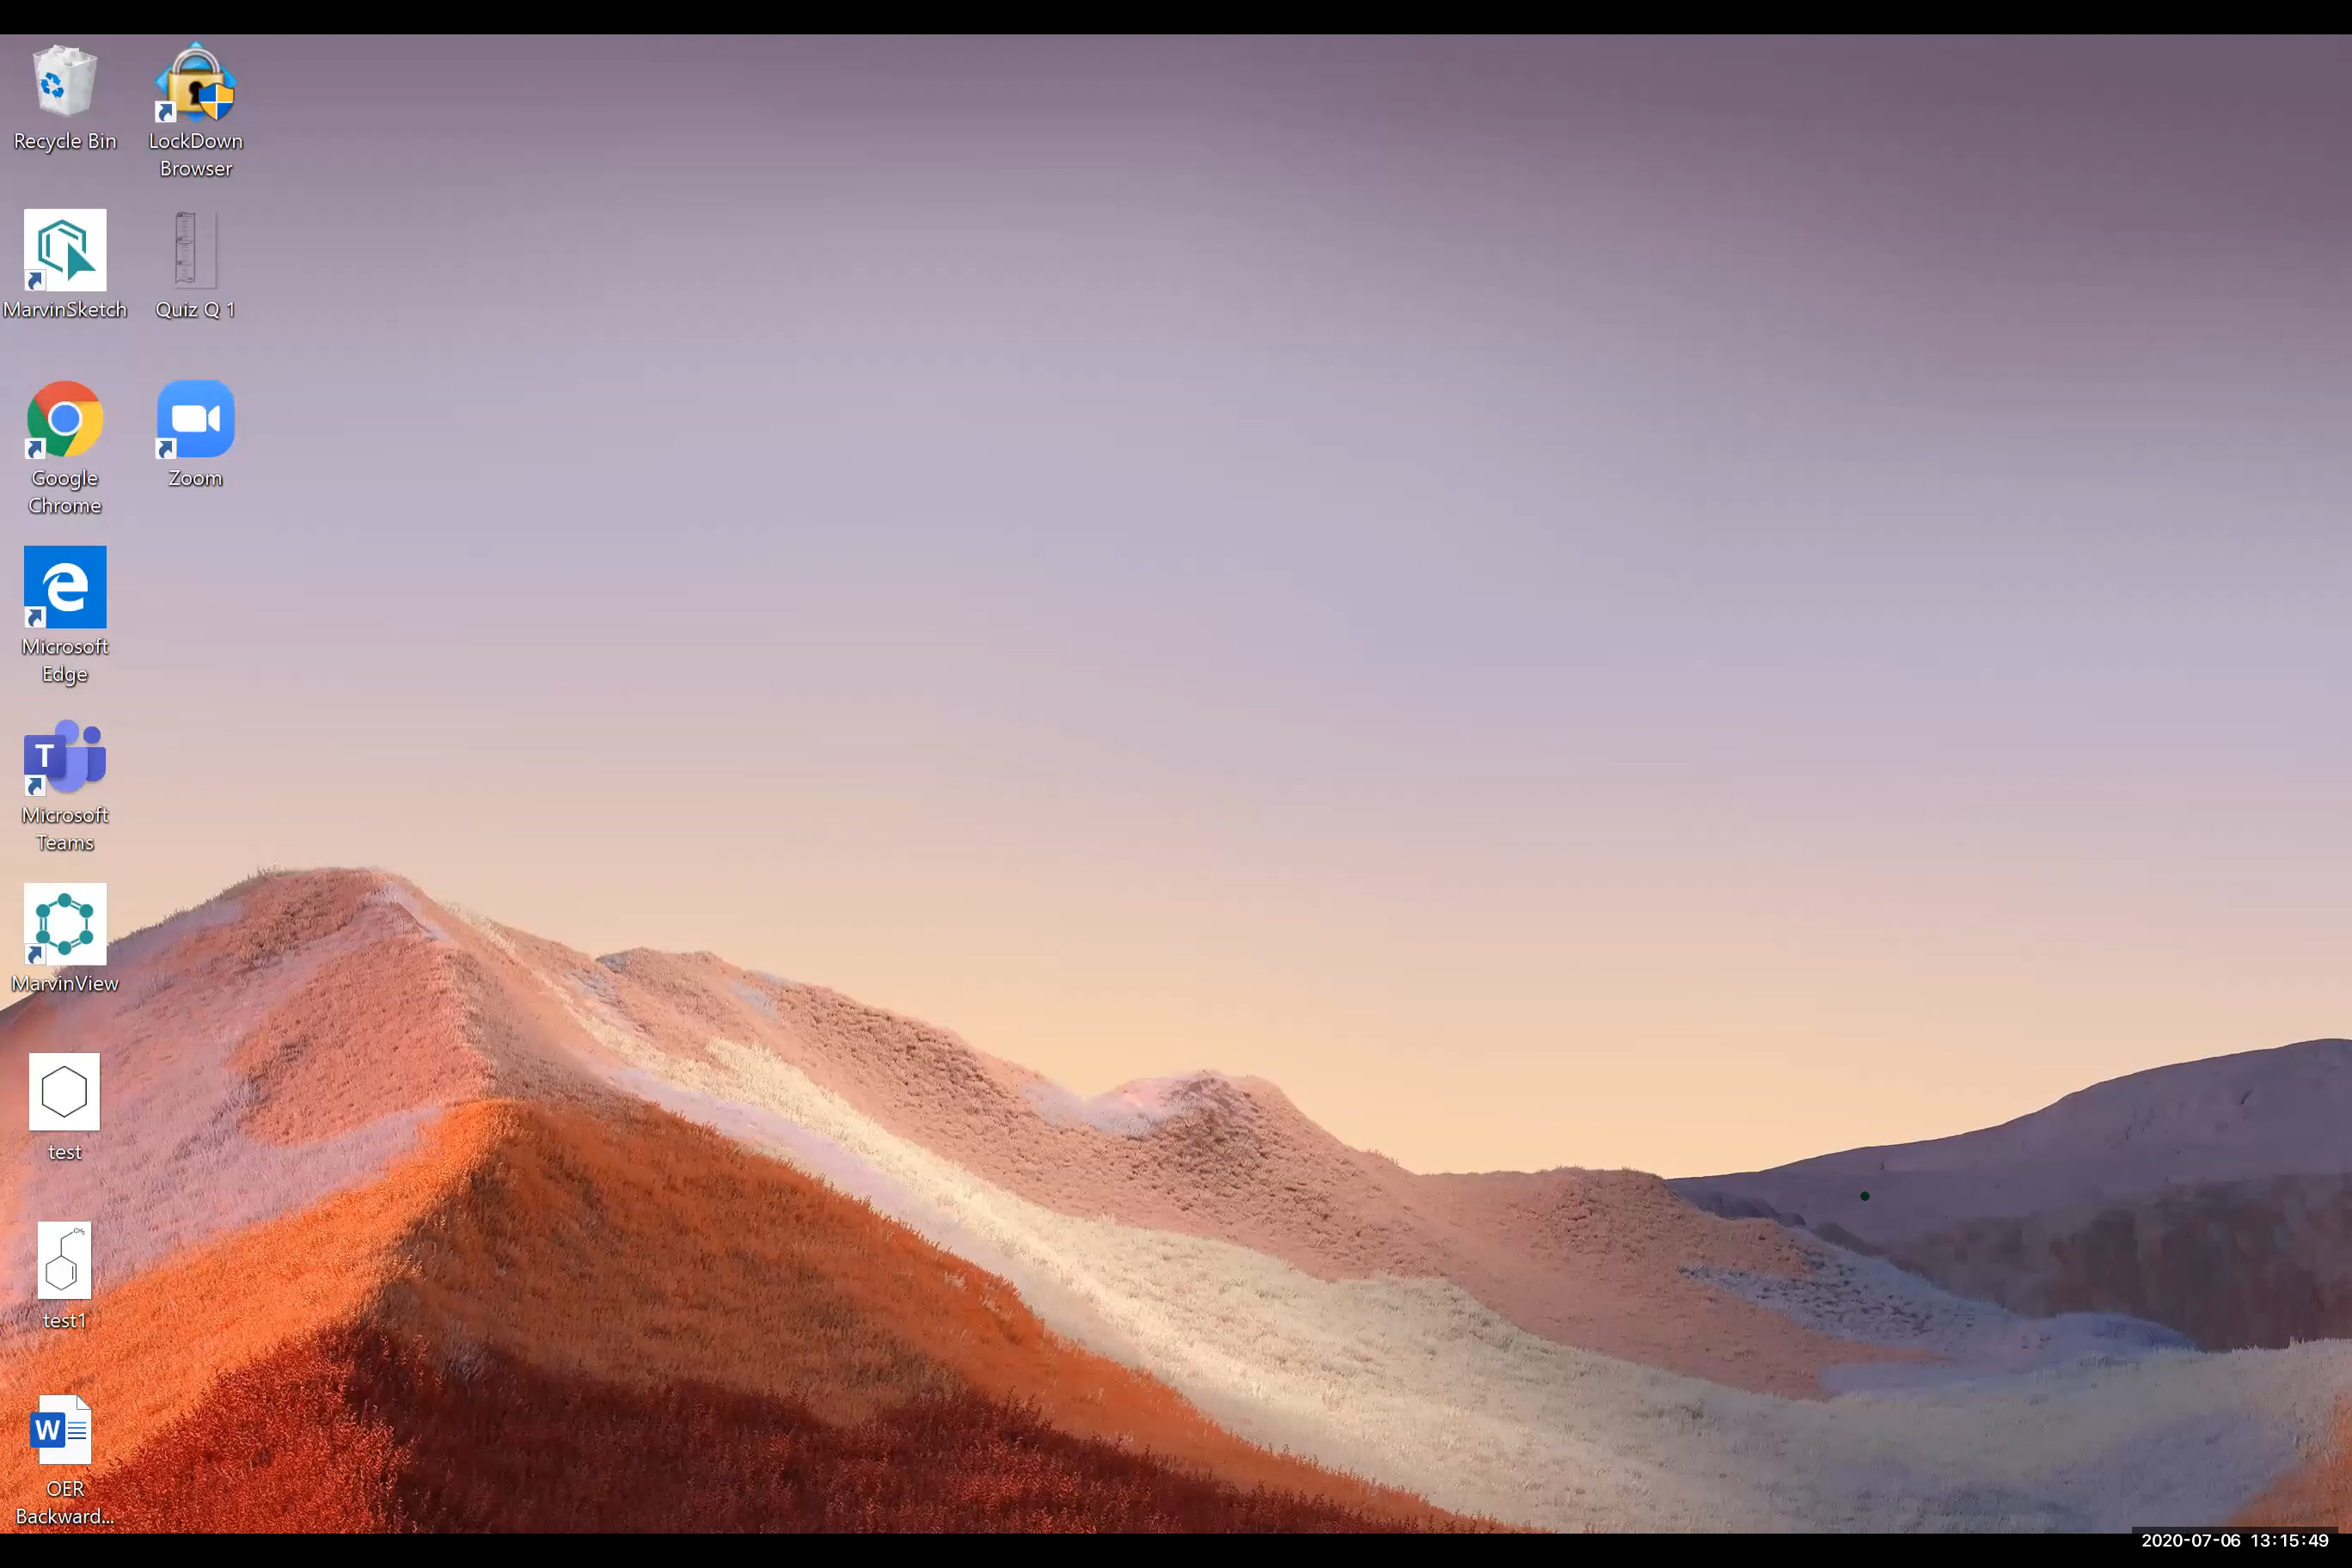 Recycle Bin
LockDown
Browser
MarvinSketch
Quiz Q 1
Google
Chrome
Zoom
Microsoft
Edge
T
Microsoft
Teams
MarvinView
test
CH₃
test1
W
OER
Backward...
2020-07-06 13:15:49